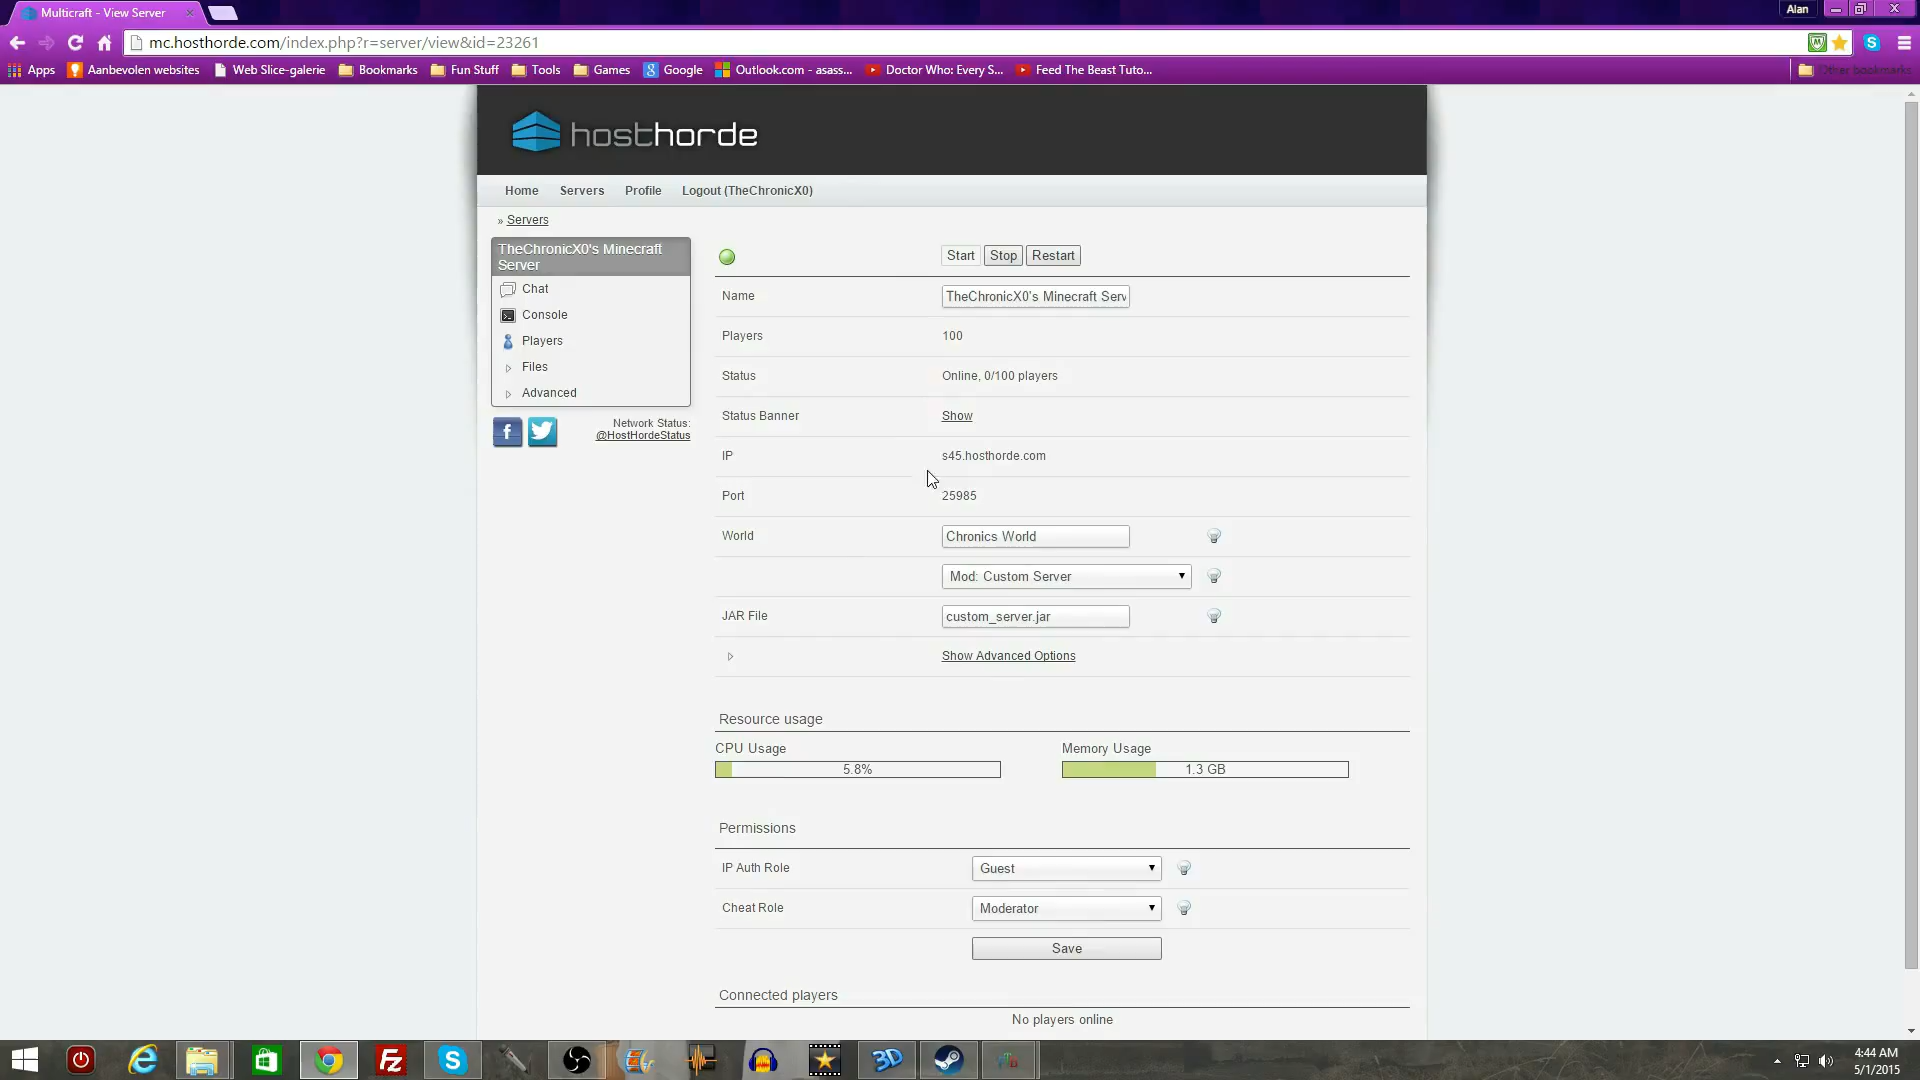 Multicraft - View Server
Alan
mc.hosthorde.com/index.php?r=server/view&id=23261
Apps
Aanbevolen websites
Web Slice-galerie
Bookmarks
Fun Stuff
Tools
Games
Google
Outlook.com - asass...
Doctor Who: Every S...
Feed The Beast Tuto...
Other bookmarks
hosthorde
Home
Servers
Profile
Logout (TheChronicX0)
» Servers
TheChronicX0's Minecraft
Server
Chat
Console
Players
Files
Advanced
Network Status:
@HostHordeStatus
Start
Stop
Restart
Name
TheChronicX0's Minecraft Serv
Players
100
Status
Online, 0/100 players
Status Banner
Show
IP
s45.hosthorde.com
Port
25985
World
Chronics World
Mod: Custom Server
JAR File
custom_server.jar
Show Advanced Options
Resource usage
CPU Usage
5.8%
Memory Usage
1.3 GB
Permissions
IP Auth Role
Guest
Cheat Role
Moderator
Save
Connected players
No players online
4:44 AM
5/1/2015